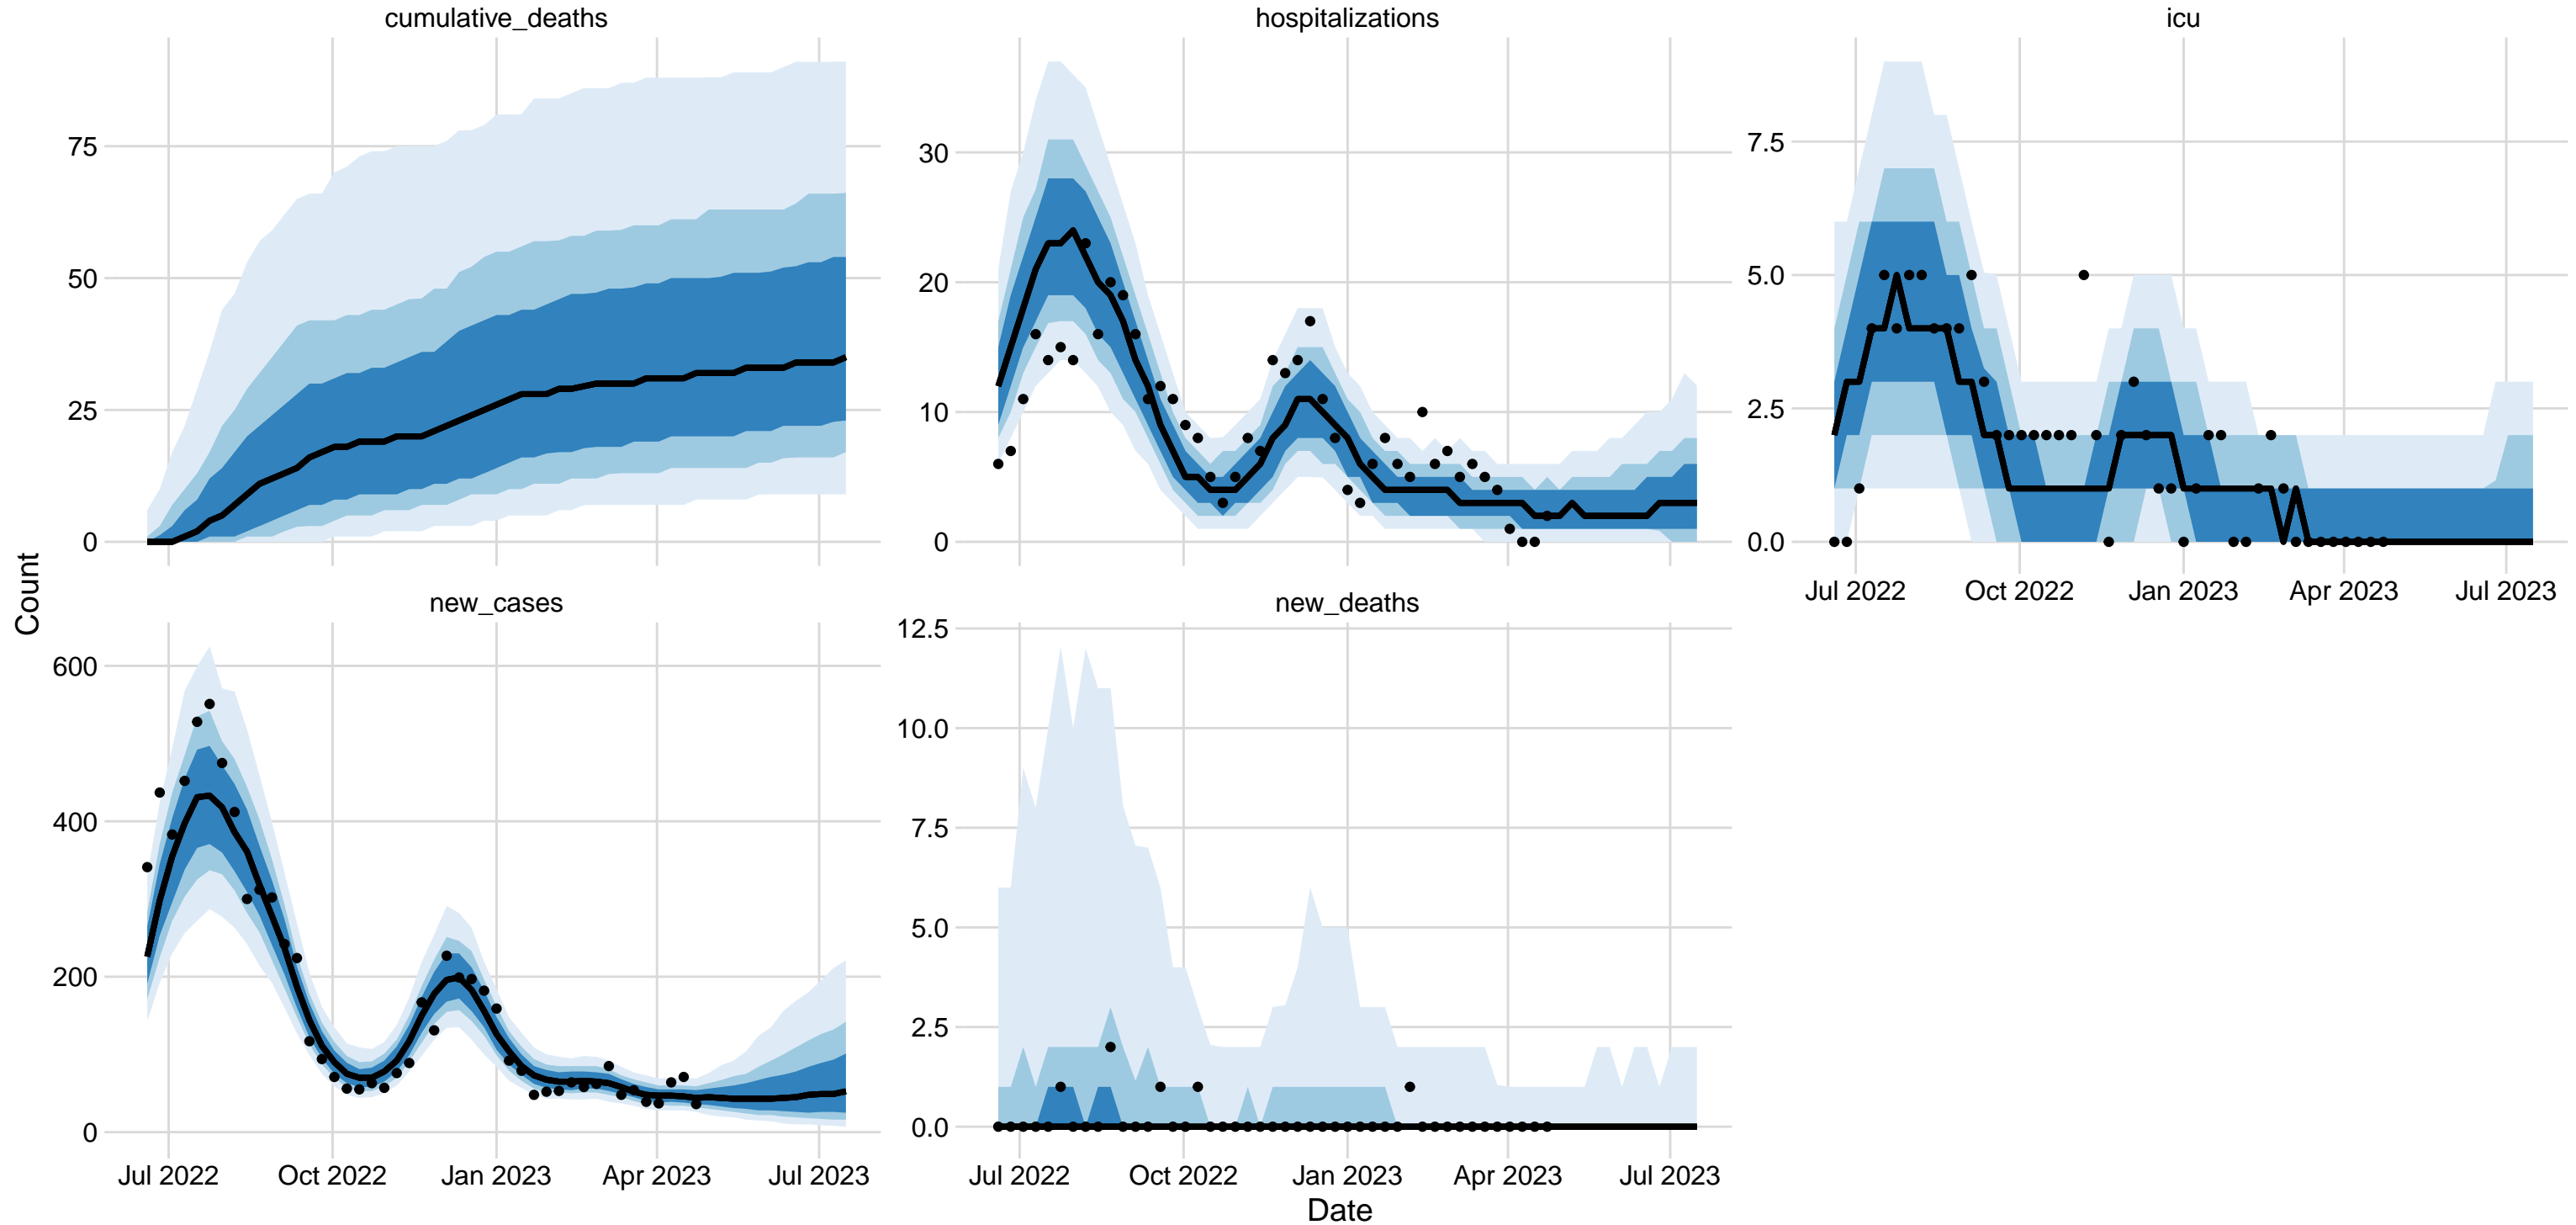 cumulative_deaths
hospitalizations
icu
75
50
25
0
30
20
10
0
7.5
5.0
2.5
0.0
Jul 2022
Oct 2022
Jan 2023
Apr 2023
Jul 2023
Count
new_cases
new_deaths
600
400
200
0
12.5
10.0
7.5
5.0
2.5
0.0
Jul 2022
Oct 2022
Jan 2023
Apr 2023
Jul 2023
Jul 2022
Oct 2022
Jan 2023
Apr 2023
Jul 2023
Date